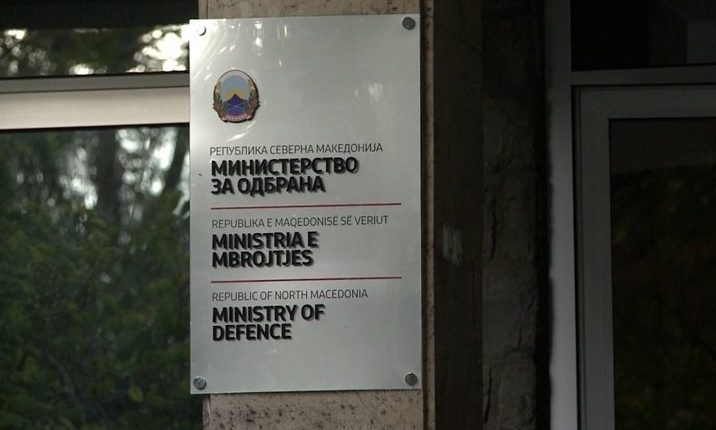 РЕПУБЛИКА СЕВЕРНА МАКЕДОНИЈА
МИНИСТЕРСТВО
ЗА ОДБРАНА
REPUBLIKA E MAQEDONISË SË VERIUT
MINISTRIA E
MBROJTJES
REPUBLIC OF NORTH MACEDONIA
MINISTRY OF
DEFENCE